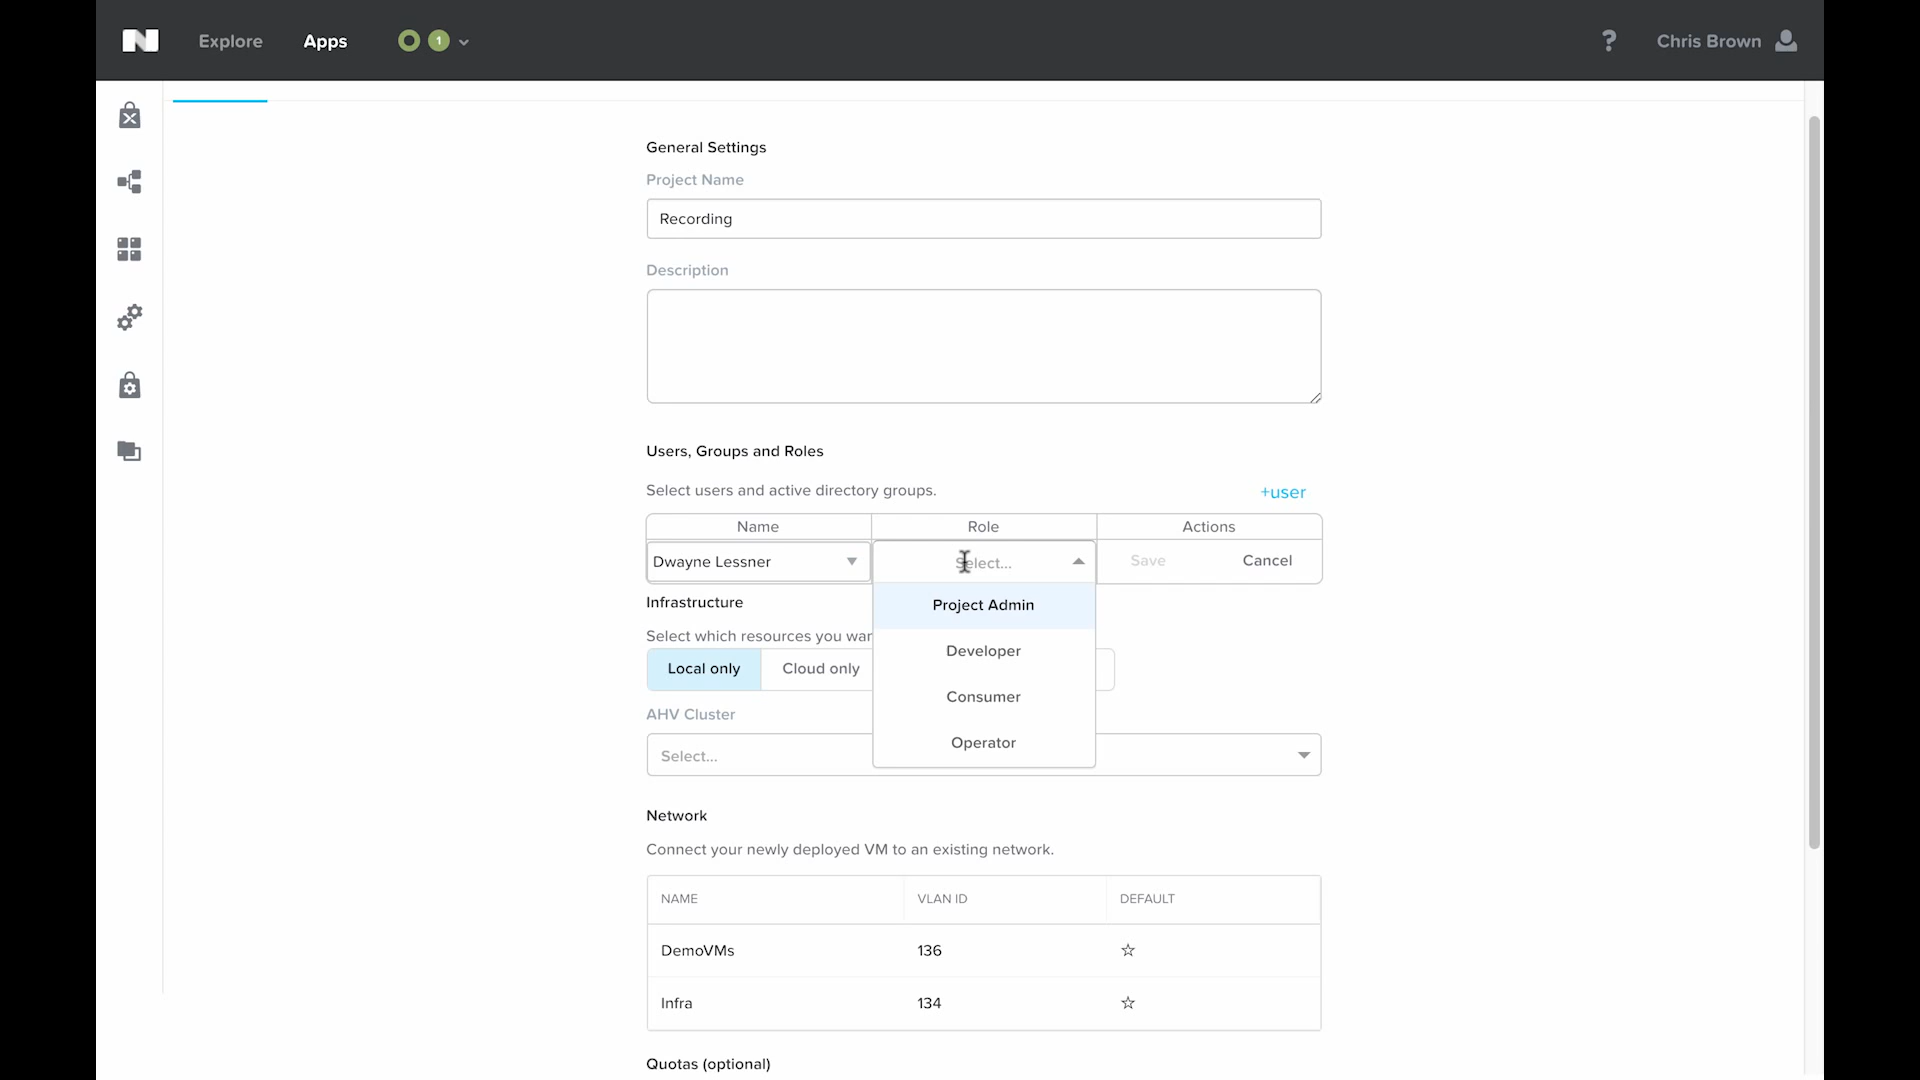 Explore Apps 1 Chris Brown
General Settings
Project Name
Recording
Description
Users, Groups and Roles
Select users and active directory groups. +user
Name Role Actions
Dwayne Lessner Select... Save Cancel
Infrastructure Project Admin
Select which resources you Developer
Local only Cloud only
Consumer
AHV Cluster
Operator
Select...
Network
Connect your newly deployed VM to an existing network.
NAME VLAN ID DEFAULT
DemoVMs 136
Infra 134
Quotas (optional)